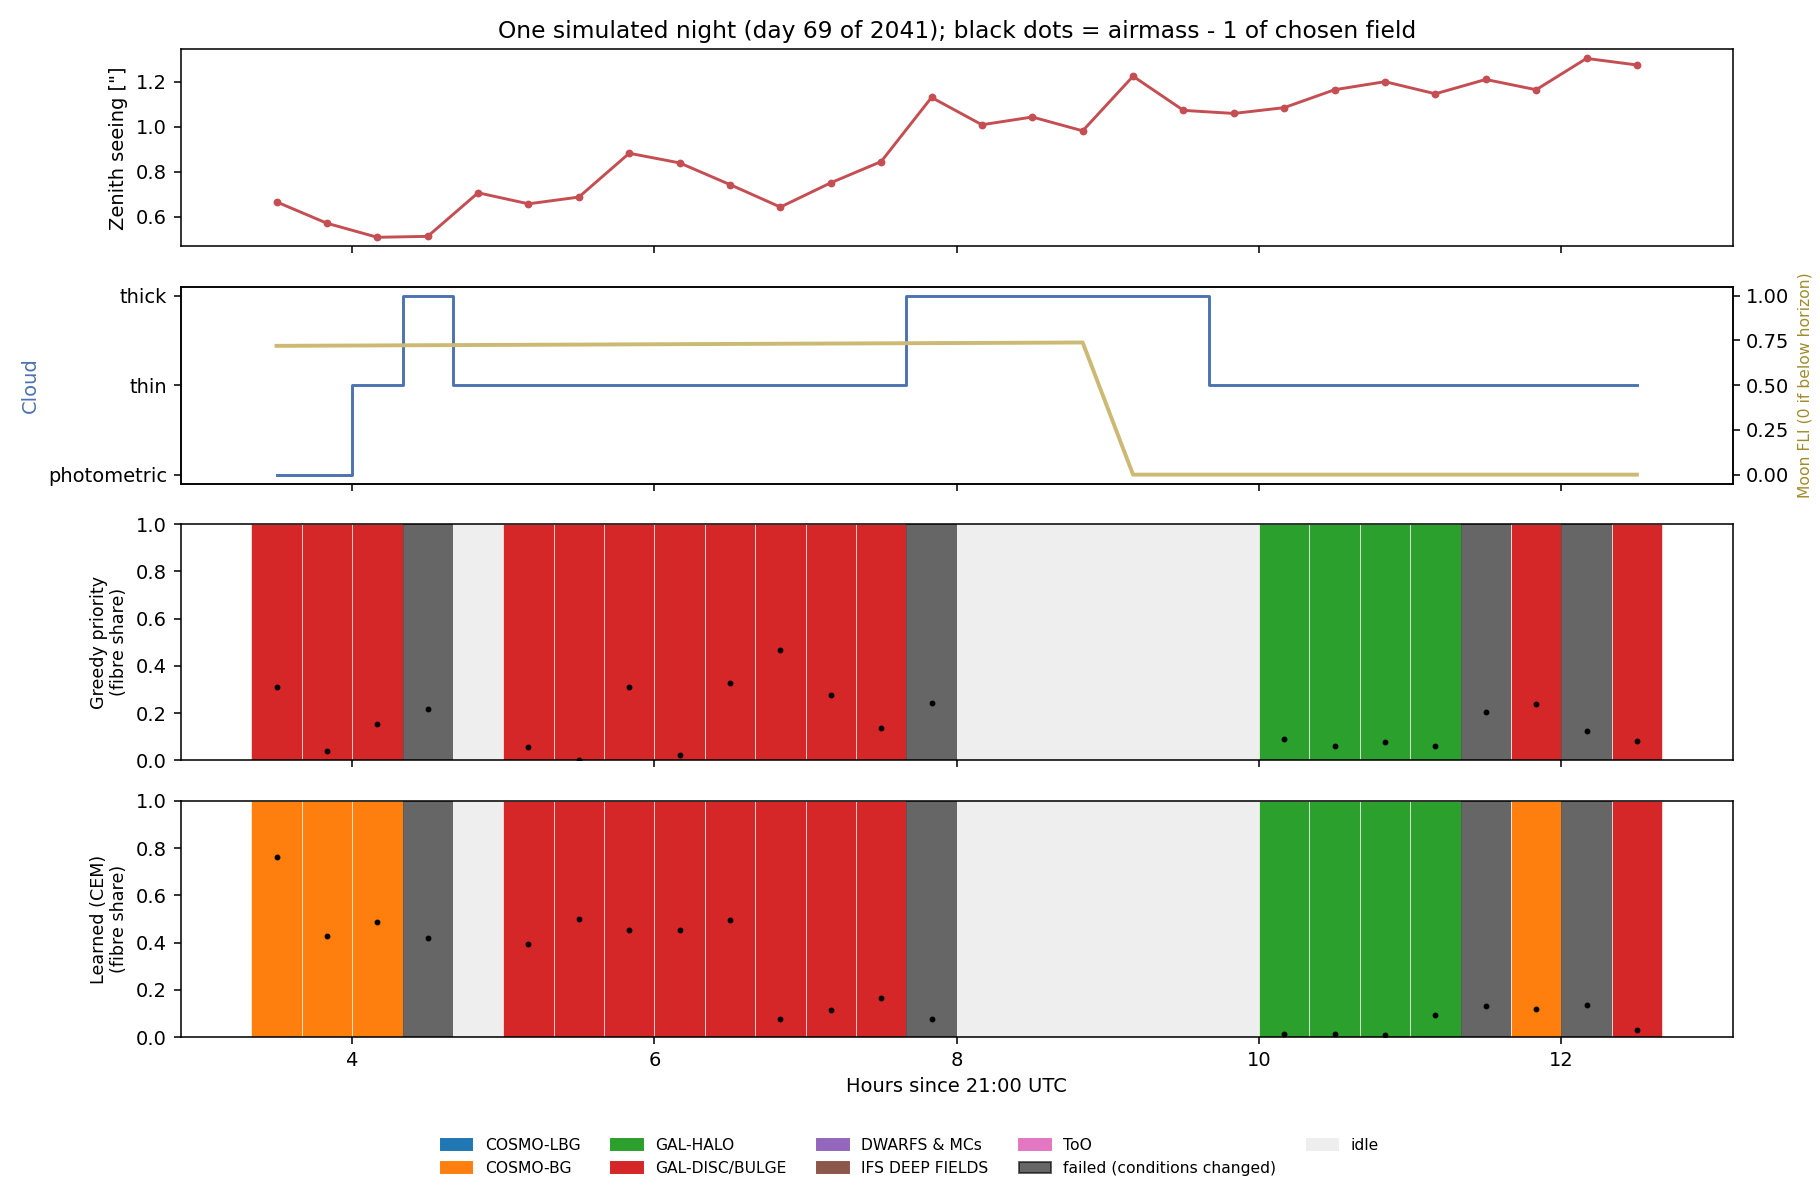 One simulated night (day 69 of 2041); black dots = airmass - 1 of chosen field
Zenith seeing ["]
1.2
1.0
0.8
0.6
Cloud
thick
thin
photometric
1.00
0.75
0.50
0.25
0.00
Moon FLI (0 if below horizon)
Greedy priority
(fibre share)
1.0
0.8
0.6
0.4
0.2
0.0
Learned (CEM)
(fibre share)
1.0
0.8
0.6
0.4
0.2
0.0
4 6 8 10 12
Hours since 21:00 UTC
COSMO-LBG GAL-HALO DWARFS & MCs ToO idle
COSMO-BG GAL-DISC/BULGE IFS DEEP FIELDS failed (conditions changed)